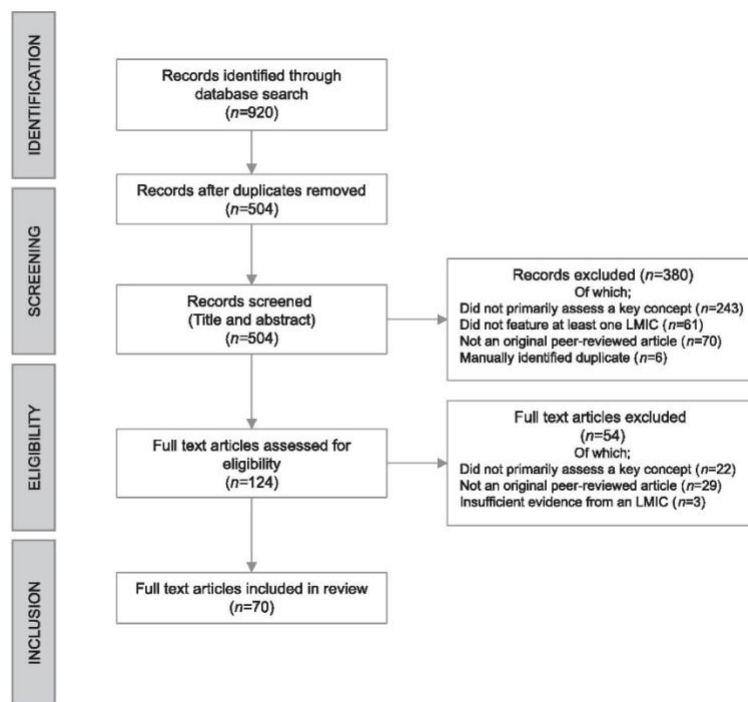 IDENTIFICATION
Records identified through
database search
(n=920)
SCREENING
Records after duplicates removed
(n=504)
Records screened
(Title and abstract)
(n=504)
Records excluded (n=380)
Of which;
Did not primarily assess a key concept (n=243)
Did not feature at least one LMIC (n=61)
Not an original peer-reviewed article (n=70)
Manually identified duplicate (n=6)
ELIGIBILITY
Full text articles assessed for
eligibility
(n=124)
Full text articles excluded
(n=54)
Of which;
Did not primarily assess a key concept (n=22)
Not an original peer-reviewed article (n=29)
Insufficient evidence from an LMIC (n=3)
INCLUSION
Full text articles included in review
(n=70)